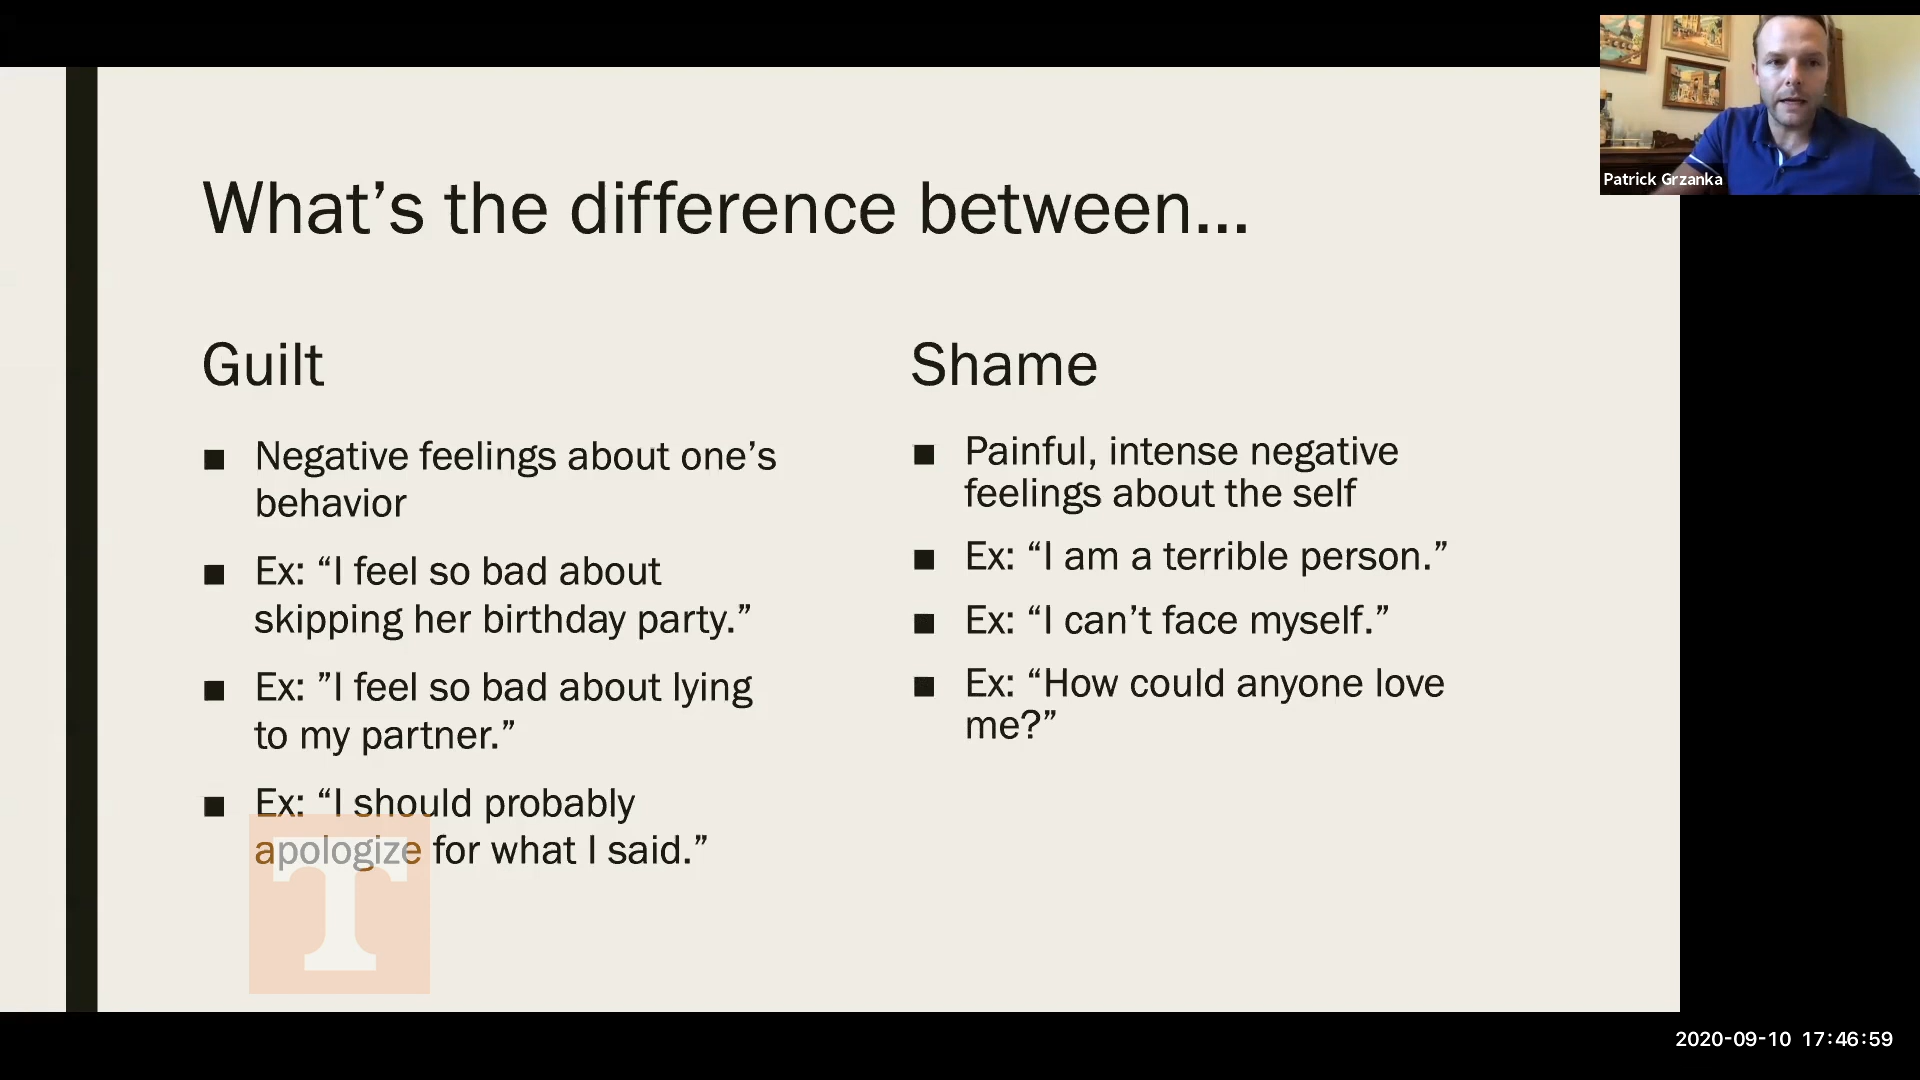 Patrick Grzanka
What’s the difference between...
Guilt
■ Negative feelings about one’s
behavior
■ Ex: “I feel so bad about
skipping her birthday party.”
■ Ex: ”I feel so bad about lying
to my partner.”
■ Ex: “I should probably
apologize for what I said.”
T
Shame
■ Painful, intense negative
feelings about the self
■ Ex: “I am a terrible person.”
■ Ex: “I can’t face myself.”
■ Ex: “How could anyone love
me?”
2020-09-10 17:46:59